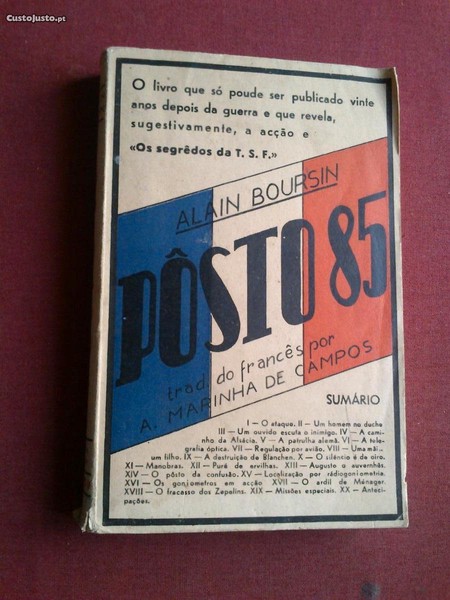 CustoJusto.pt
O livro que só poude ser publicado vinte
anos depois da guerra e que revela,
sugestivamente, a acção e
«Os segrêdos da T. S. F.»
ALAIN BOURSIN
PÔSTO 85
trad. do francês por
A. MARINHA DE CAMPOS
SUMÁRIO
I — O ataque. II — Um homem no duche
III — Um ouvido escuta o inimigo. IV — A cami-
nho da Alsácia. V — A patrulha alemã. VI — A tele-
grafia óptica. VII — Regulação por avião. VIII — Uma mãi...
um filho. IX — A destruição de Blanchen. X — O silêncio é de oiro.
XI — Manobras. XII — Puré de ervilhas. XIII — Auguste o auvernhês.
XIV — O pôsto da confusão. XV — Localização por rádiogoniometria.
XVI — Os goniometros em acção XVII — O ardil de Ménager.
XVIII — O fracasso dos Zepelins. XIX — Missões especiais. XX — Anteci-
pações.